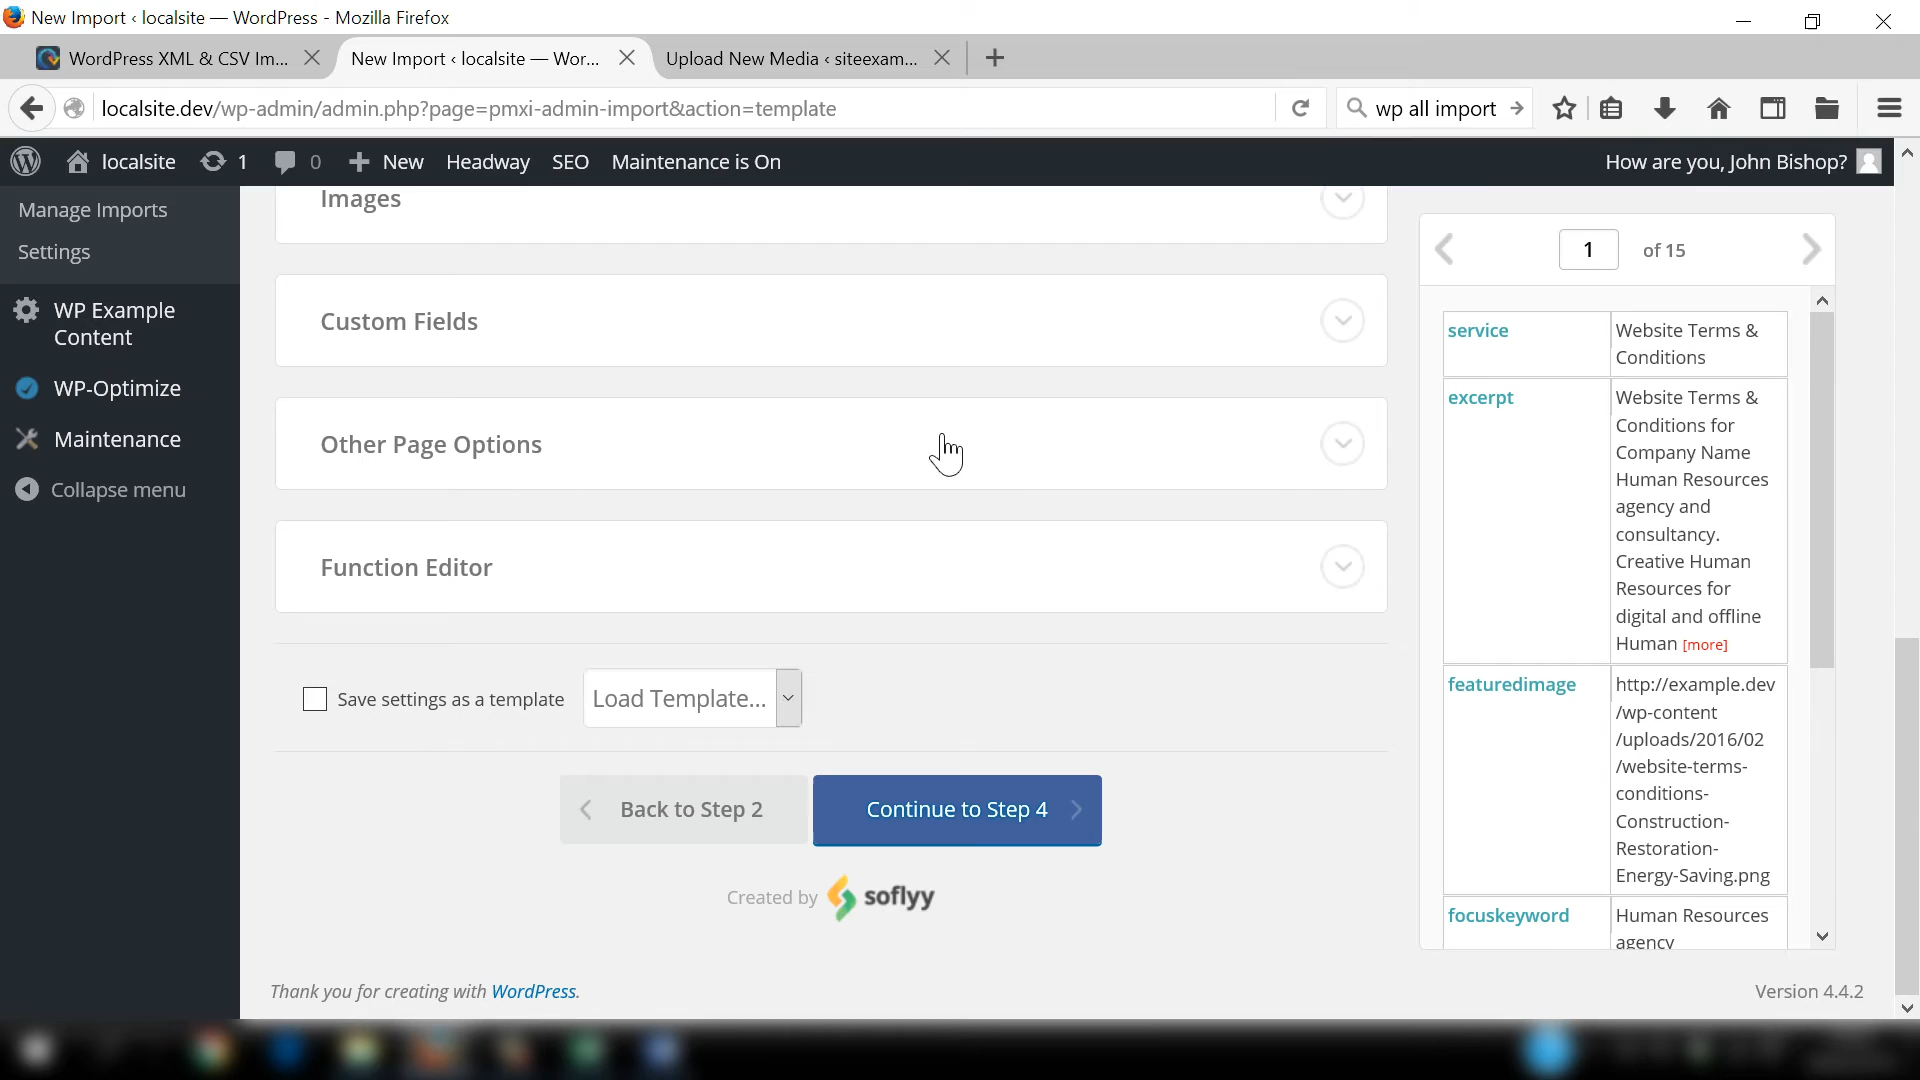 New Import ‹ localsite — WordPress - Mozilla Firefox
WordPress XML & CSV Im...
New Import ‹ localsite — Wor...
Upload New Media ‹ siteexam...
localsite.dev/wp-admin/admin.php?page=pmxi-admin-import&action=template
wp all import
localsite
1
0
New
Headway
SEO
Maintenance is On
How are you, John Bishop?
Manage Imports
Settings
WP Example
Content
WP-Optimize
Maintenance
Collapse menu
Images
Custom Fields
Other Page Options
Function Editor
Save settings as a template
Load Template...
Back to Step 2
Continue to Step 4
Created by soflyy
Thank you for creating with WordPress.
Version 4.4.2
1 of 15
service
Website Terms &
Conditions
excerpt
Website Terms &
Conditions for
Company Name
Human Resources
agency and
consultancy.
Creative Human
Resources for
digital and offline
Human [more]
featuredimage
http://example.dev
/wp-content
/uploads/2016/02
/website-terms-
conditions-
Construction-
Restoration-
Energy-Saving.png
focuskeyword
Human Resources
agency